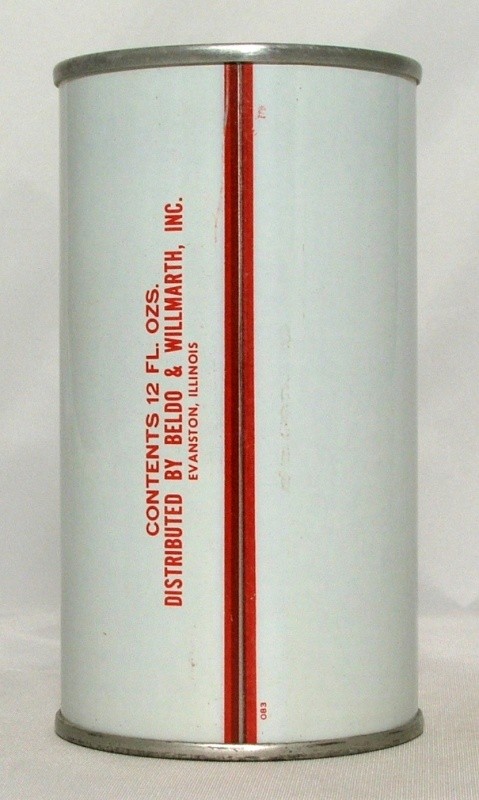 CONTENTS 12 FL. OZS.
DISTRIBUTED BY BELDO & WILLMARTH, INC.
EVANSTON, ILLINOIS
083